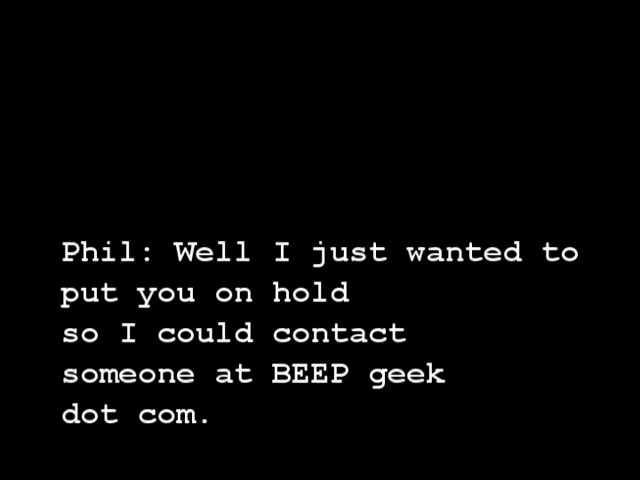 Phil: Well I just wanted to
put you on hold
so I could contact
someone at BEEP geek
dot com.